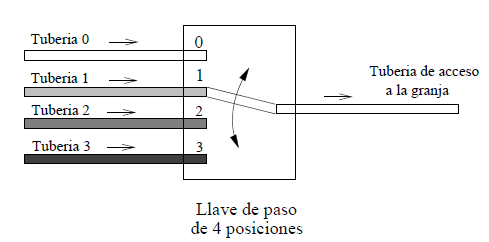 Tuberia 0
0
Tuberia 1
1
Tuberia 2
2
Tuberia 3
3
Tuberia de acceso
a la granja
Llave de paso
de 4 posiciones